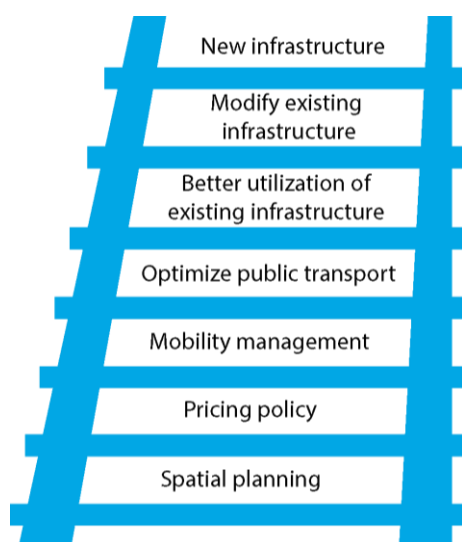 New infrastructure
Modify existing
infrastructure
Better utilization of
existing infrastructure
Optimize public transport
Mobility management
Pricing policy
Spatial planning